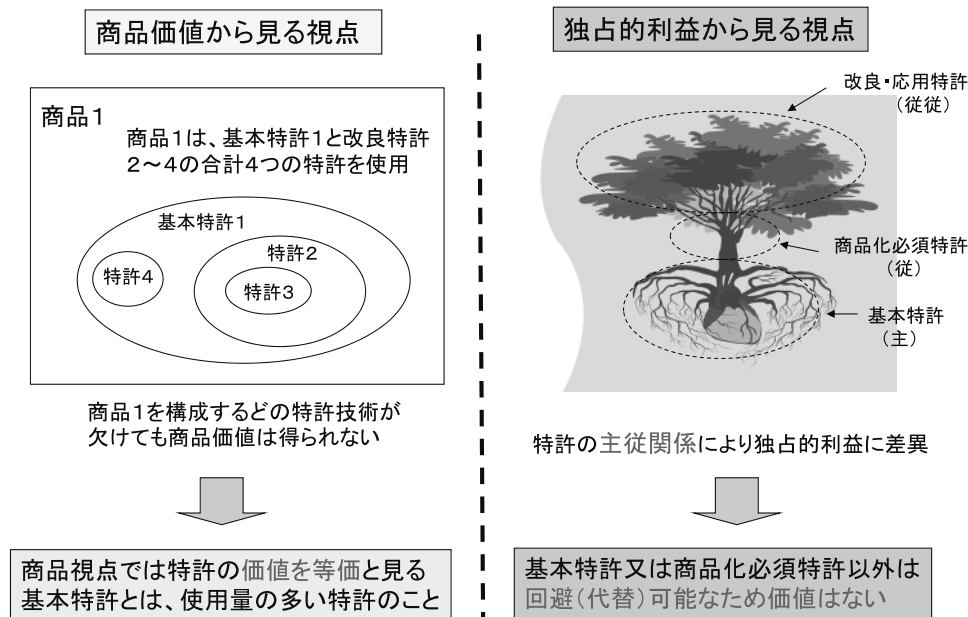 商品価値から見る視点
商品1
商品1は、基本特許1と改良特許
2~4の合計4つの特許を使用
基本特許1
特許2
特許4
特許3
商品1を構成するどの特許技術が
欠けても商品価値は得られない
商品視点では特許の価値を等価と見る
基本特許とは、使用量の多い特許のこと
独占的利益から見る視点
改良・応用特許
(従従)
商品化必須特許
(従)
基本特許
(主)
特許の主従関係により独占的利益に差異
基本特許又は商品化必須特許以外は
回避(代替)可能なため価値はない